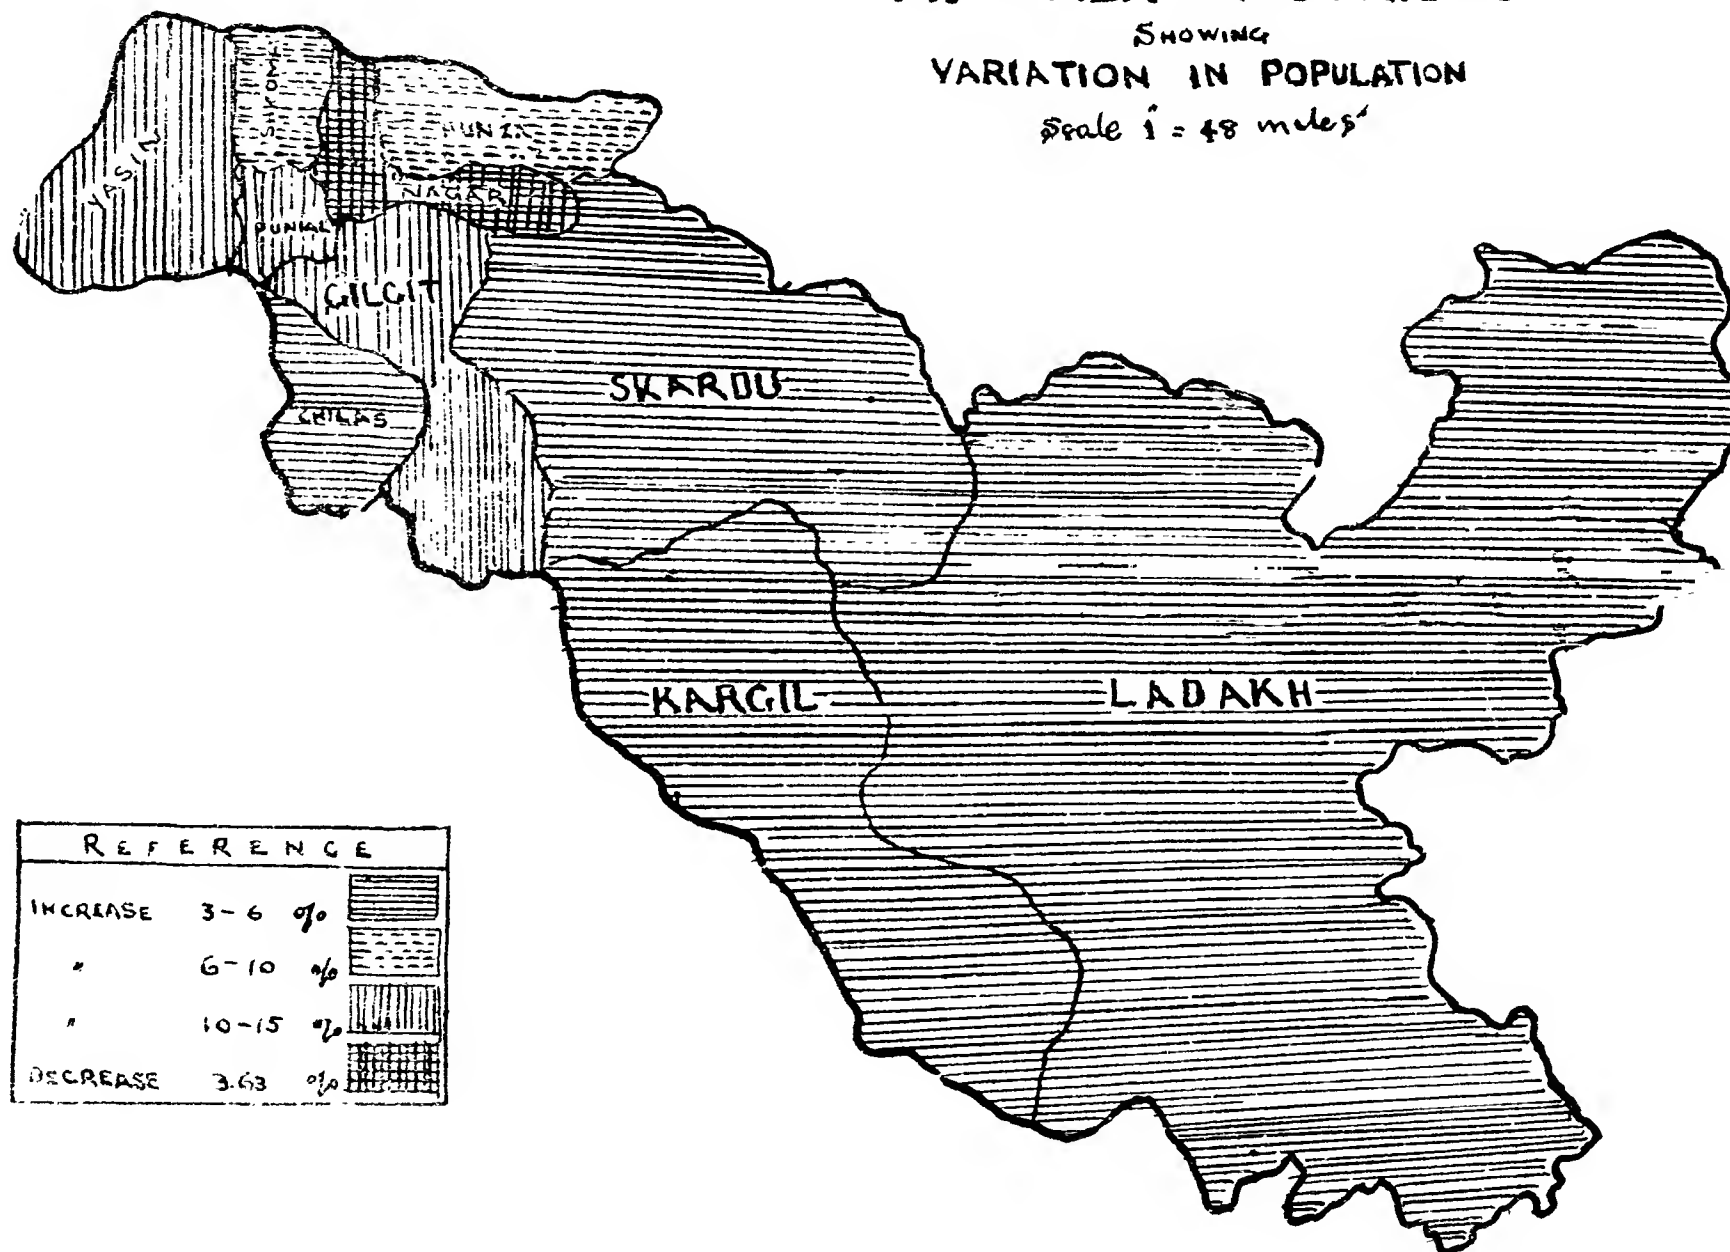 SHOWING
VARIATION IN POPULATION
Scale 1" = 48 miles
YASIN
ISHKOMAN
HUNZA
NAGAR
PUNIAL
GILGIT
CHILAS
SKARDU
KARGIL
LADAKH
REFERENCE
INCREASE 3-6 %
" 6-10 %
" 10-15 %
DECREASE 3.63 %